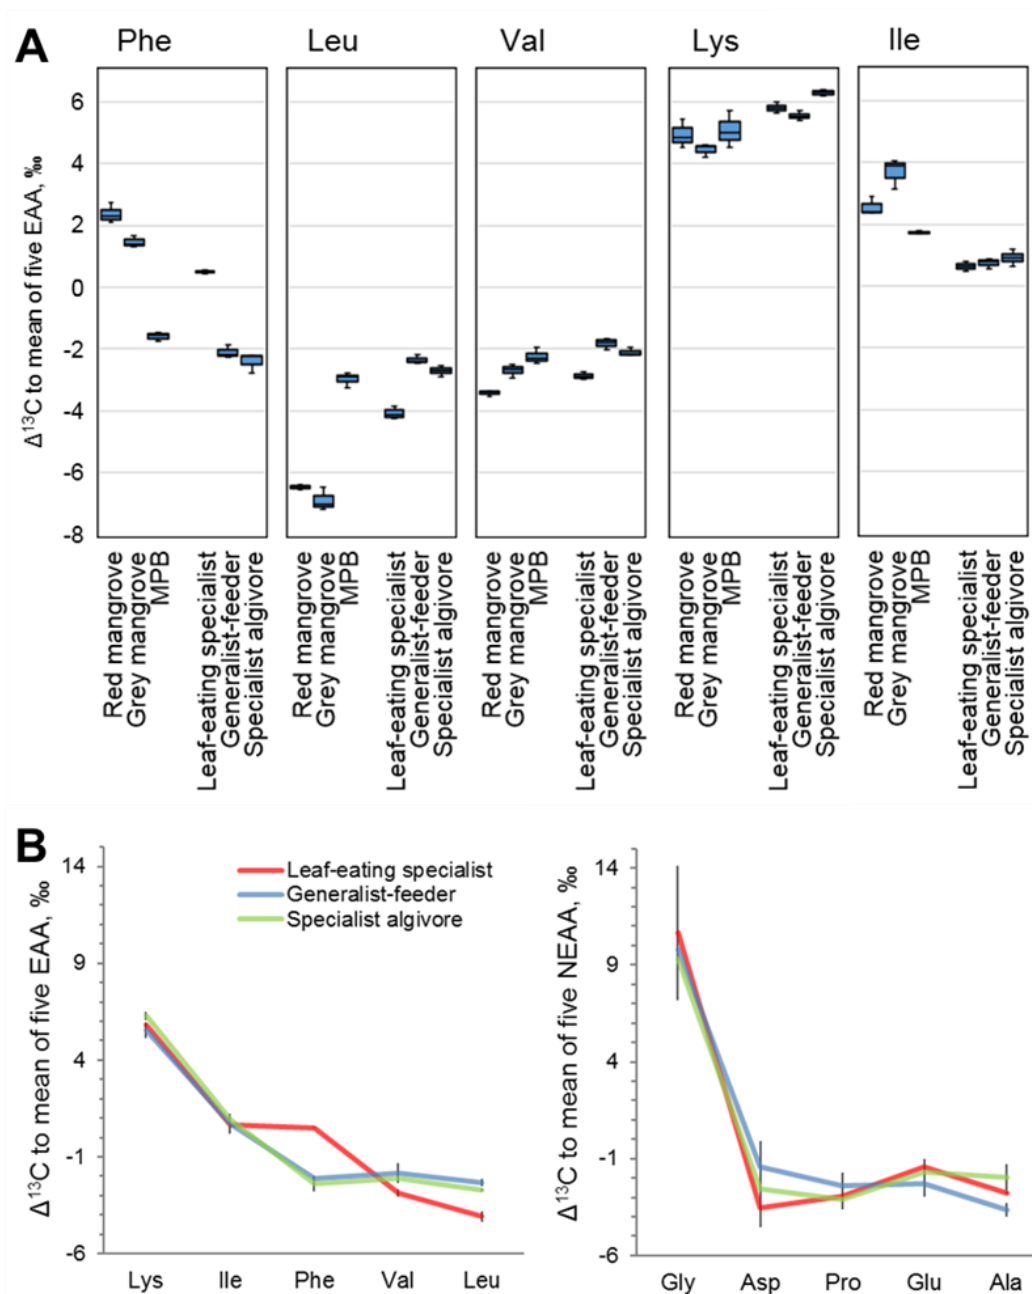 A
Phe Leu Val Lys Ile
Δ13C to mean of five EAA, ‰
6
4
2
0
-2
-4
-6
-8
Red mangrove
Grey mangrove
MPB
Leaf-eating specialist
Generalist-feeder
Specialist algivore
Red mangrove
Grey mangrove
MPB
Leaf-eating specialist
Generalist-feeder
Specialist algivore
Red mangrove
Grey mangrove
MPB
Leaf-eating specialist
Generalist-feeder
Specialist algivore
Red mangrove
Grey mangrove
MPB
Leaf-eating specialist
Generalist-feeder
Specialist algivore
Red mangrove
Grey mangrove
MPB
Leaf-eating specialist
Generalist-feeder
Specialist algivore
B
Δ13C to mean of five EAA, ‰
14
9
4
-1
-6
Leaf-eating specialist
Generalist-feeder
Specialist algivore
Lys Ile Phe Val Leu
Δ13C to mean of five NEAA, ‰
14
9
4
-1
-6
Gly Asp Pro Glu Ala